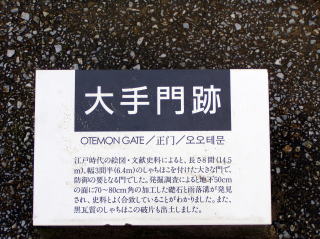 大手門跡
OTEMON GATE／正门／오오테문
江戸時代の絵図・文献史料によると、長さ8間(14.5
m)、幅3間半(6.4m)のしゃちほこを付けた大きな門で、
防御の要となる門でした。発掘調査によると地下50cm
の面に70～80cm角の加工した礎石と雨落溝が発見
され、史料とよく合致していることがわかりました。また、
黒瓦質のしゃちほこの破片も出土しました。